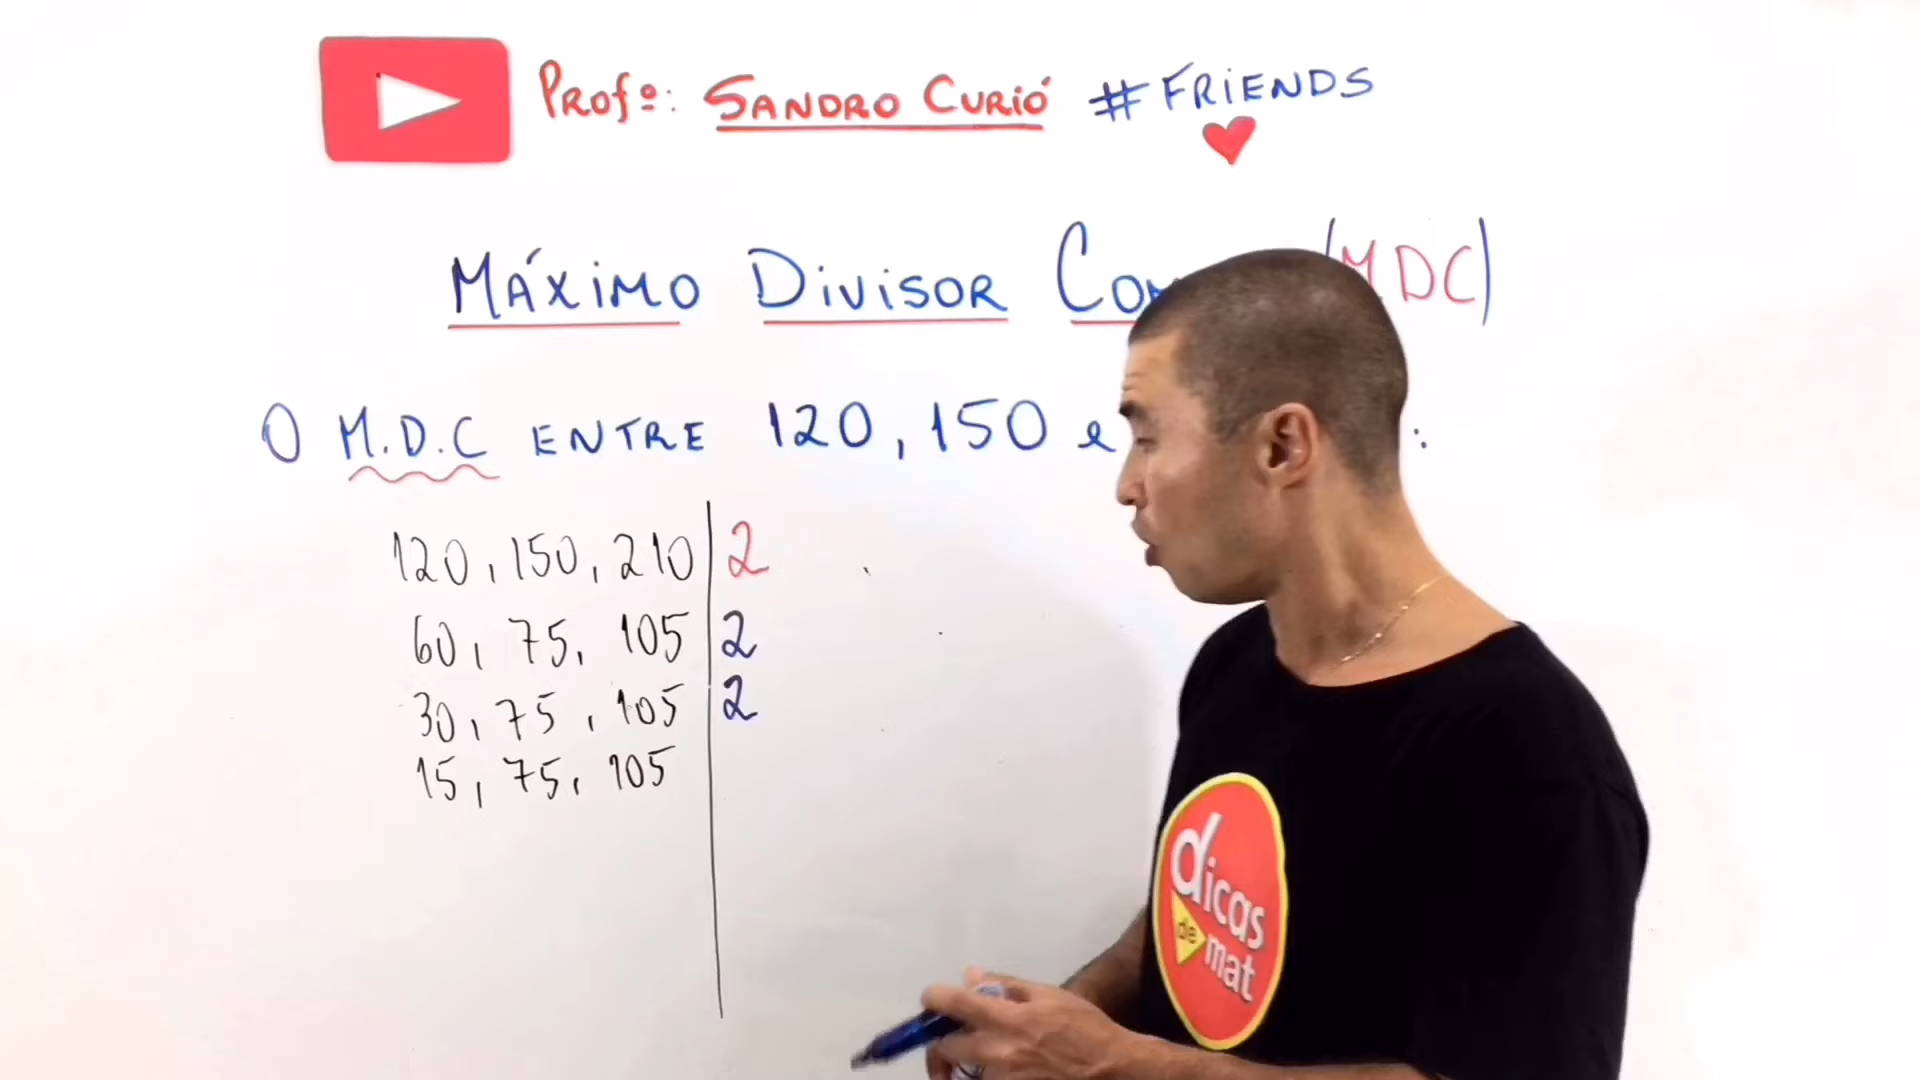 Profº: SANDRO CURIÓ #FRIENDS
MÁXIMO DIVISOR (MDC)
O M.D.C ENTRE 120, 150 e :
120, 150, 210 | 2
60, 75, 105 | 2
30, 75, 105 | 2
15, 75, 105
dicas
de
mat